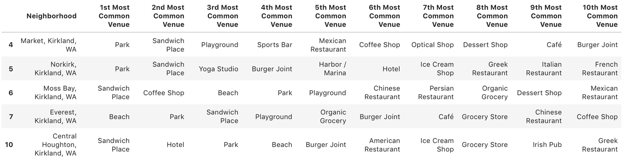 Neighborhood 1st Most Common Venue 2nd Most Common Venue 3rd Most Common Venue 4th Most Common Venue 5th Most Common Venue 6th Most Common Venue 7th Most Common Venue 8th Most Common Venue 9th Most Common Venue 10th Most Common Venue
4 Market, Kirkland, WA Park Sandwich Place Playground Sports Bar Mexican Restaurant Coffee Shop Optical Shop Dessert Shop Café Burger Joint
5 Norkirk, Kirkland, WA Park Sandwich Place Yoga Studio Burger Joint Harbor / Marina Hotel Ice Cream Shop Greek Restaurant Italian Restaurant French Restaurant
6 Moss Bay, Kirkland, WA Sandwich Place Coffee Shop Beach Park Playground Chinese Restaurant Persian Restaurant Organic Grocery Dessert Shop Mexican Restaurant
7 Everest, Kirkland, WA Beach Park Sandwich Place Playground Organic Grocery Burger Joint Café Grocery Store Chinese Restaurant Coffee Shop
10 Central Houghton, Kirkland, WA Sandwich Place Hotel Park Beach Burger Joint American Restaurant Ice Cream Shop Grocery Store Irish Pub Greek Restaurant